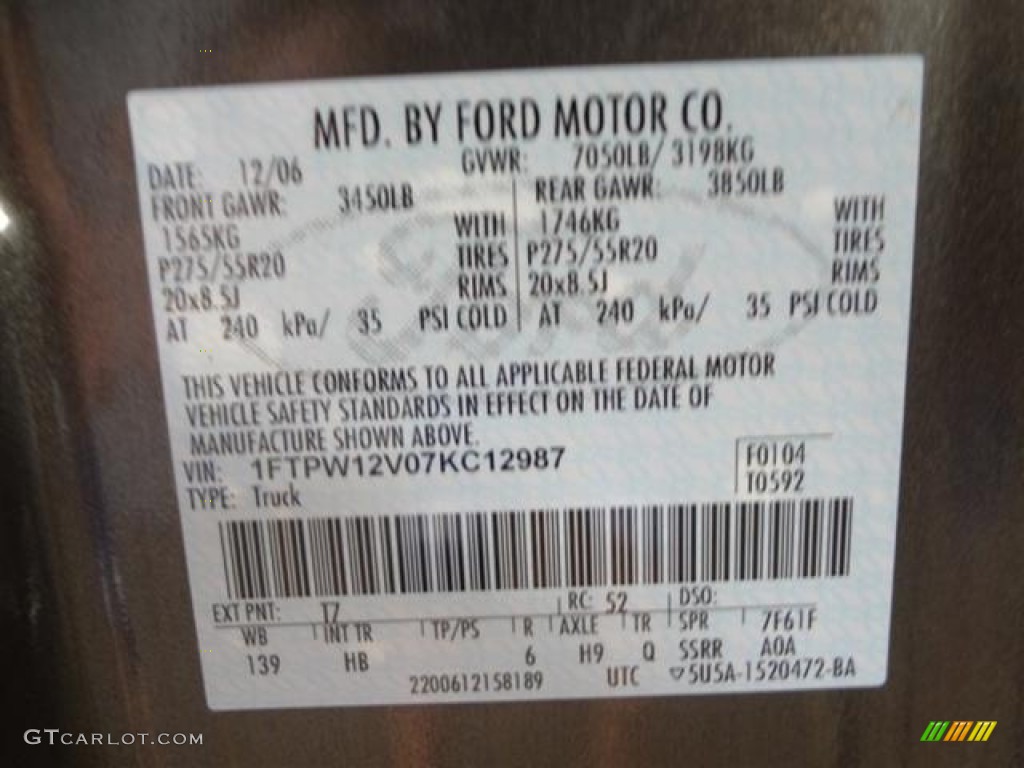 MFD. BY FORD MOTOR CO.
DATE: 12/06 GVWR: 7050LB/ 3198KG
FRONT GAWR: 3450LB REAR GAWR: 3850LB
1565KG WITH 1746KG WITH
P275/55R20 TIRES P275/55R20 TIRES
20x8.5J RIMS 20x8.5J RIMS
AT 240 kPa/ 35 PSI COLD AT 240 kPa/ 35 PSI COLD
THIS VEHICLE CONFORMS TO ALL APPLICABLE FEDERAL MOTOR
VEHICLE SAFETY STANDARDS IN EFFECT ON THE DATE OF
MANUFACTURE SHOWN ABOVE.
VIN: 1FTPW12V07KC12987 F0104
TYPE: Truck T0592
EXT PNT: T7 RC: 52 DSO:
WB INT TR TP/PS R AXLE TR SPR 7F61F
139 HB 6 H9 Q SSRR A0A
2200612158189 UTC ▽5U5A-1520472-BA
GTCARLOT.COM